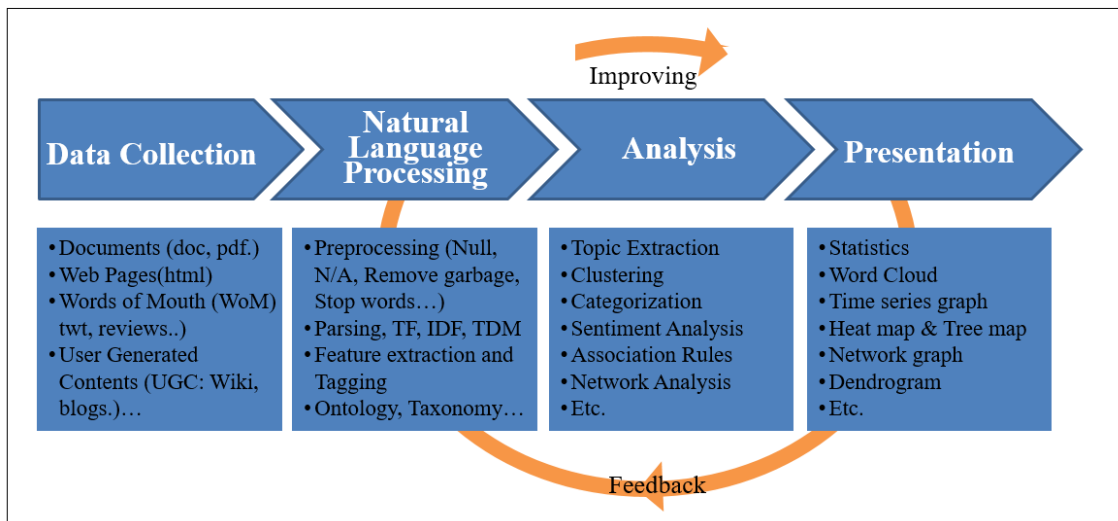 Improving
Data Collection
Natural
Language
Processing
Analysis
Presentation
•Documents (doc, pdf.)
•Web Pages(html)
•Words of Mouth (WoM)
twt, reviews..)
•User Generated
Contents (UGC: Wiki,
blogs.)…
•Preprocessing (Null,
N/A, Remove garbage,
Stop words…)
•Parsing, TF, IDF, TDM
•Feature extraction and
Tagging
•Ontology, Taxonomy…
•Topic Extraction
•Clustering
•Categorization
•Sentiment Analysis
•Association Rules
•Network Analysis
•Etc.
•Statistics
•Word Cloud
•Time series graph
•Heat map & Tree map
•Network graph
•Dendrogram
•Etc.
Feedback